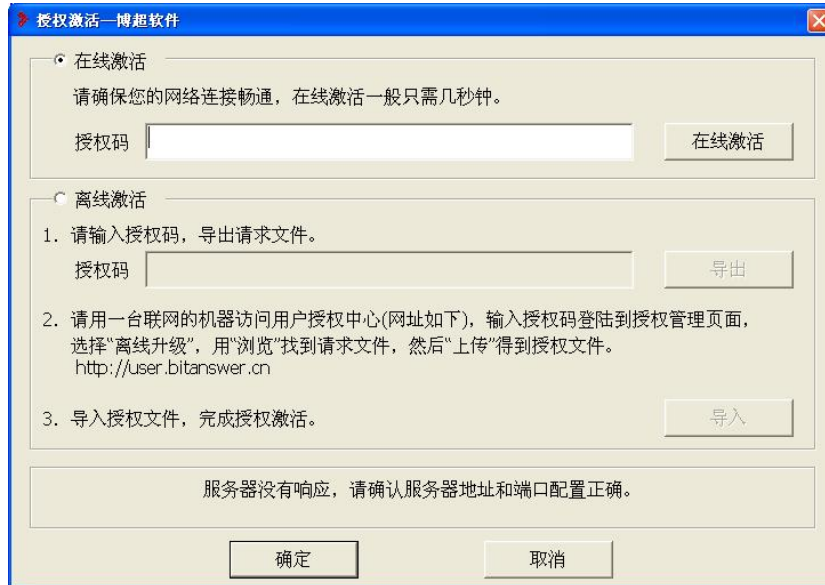 授权激活—博超软件
在线激活
请确保您的网络连接畅通，在线激活一般只需几秒钟。
授权码
在线激活
离线激活
1. 请输入授权码，导出请求文件。
授权码
导出
2. 请用一台联网的机器访问用户授权中心(网址如下)，输入授权码登陆到授权管理页面，
选择“离线升级”，用“浏览”找到请求文件，然后“上传”得到授权文件。
http://user.bitanswer.cn
3. 导入授权文件，完成授权激活。
导入
服务器没有响应，请确认服务器地址和端口配置正确。
确定
取消